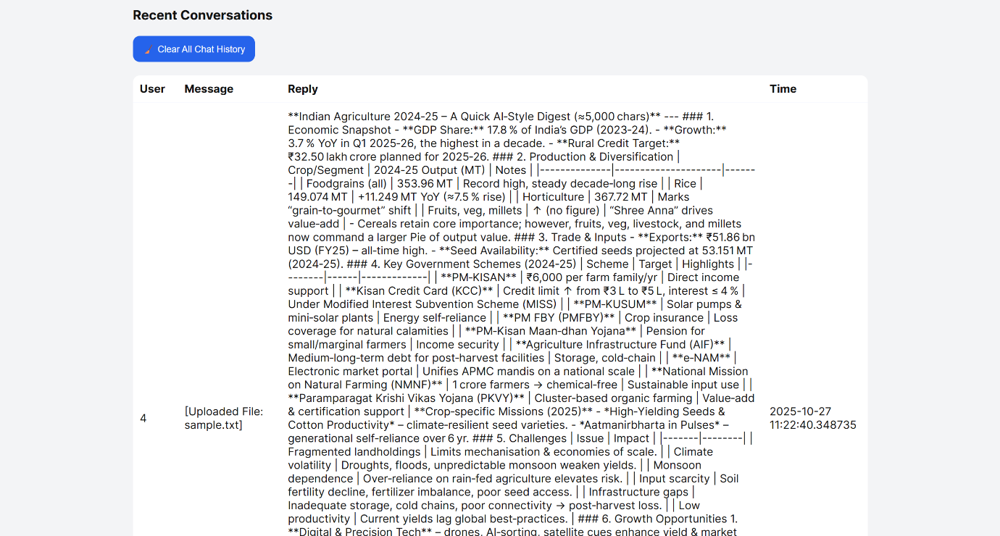 Recent Conversations
Clear All Chat History
User Message Reply Time
**Indian Agriculture 2024-25 – A Quick AI-Style Digest (≈5,000 chars)** --- ### 1.
Economic Snapshot - **GDP Share:** 17.8 % of India’s GDP (2023-24). - **Growth:**
3.7 % YoY in Q1 2025-26, the highest in a decade. - **Rural Credit Target:**
₹32.50 lakh crore planned for 2025-26. ### 2. Production & Diversification |
Crop/Segment | 2024-25 Output (MT) | Notes | |--------------|---------------------|------
-| | Foodgrains (all) | 353.96 MT | Record high, steady decade-long rise | | Rice |
149.074 MT | +11.249 MT YoY (≈7.5 % rise) | | Horticulture | 367.72 MT | Marks
“grain-to-gourmet” shift | | Fruits, veg, millets | ↑ (no figure) | “Shree Anna” drives
value-add | - Cereals retain core importance; however, fruits, veg, livestock, and millets
now command a larger Pie of output value. ### 3. Trade & Inputs - **Exports:** ₹51.86 bn
USD (FY25) – all-time high. - **Seed Availability:** Certified seeds projected at 53.151 MT
(2024-25). ### 4. Key Government Schemes (2024-25) | Scheme | Target | Highlights | |-
-------|------|-------------| | **PM-KISAN** | ₹6,000 per farm family/yr | Direct income
support | | **Kisan Credit Card (KCC)** | Credit limit ↑ from ₹3 L to ₹5 L, interest ≤ 4 % |
Under Modified Interest Subvention Scheme (MISS) | | **PM-KUSUM** | Solar pumps &
mini-solar plants | Energy self-reliance | | **PM FBY (PMFBY)** | Crop insurance | Loss
coverage for natural calamities | | **PM-Kisan Maan-dhan Yojana** | Pension for
small/marginal farmers | Income security | | **Agriculture Infrastructure Fund (AIF)** |
Medium-long-term debt for post-harvest facilities | Storage, cold-chain | | **e-NAM** |
Electronic market portal | Unifies APMC mandis on a national scale | | **National Mission
on Natural Farming (NMNF)** | 1 crore farmers → chemical-free | Sustainable input use | |
**Paramparagat Krishi Vikas Yojana (PKVY)** | Cluster-based organic farming | Value-add
& certification support | **Crop-specific Missions (2025)** - *High-Yielding Seeds &
Cotton Productivity* – climate-resilient seed varieties. - *Aatmanirbharta in Pulses* –
generational self-reliance over 6 yr. ### 5. Challenges | Issue | Impact | |-------|--------| |
Fragmented landholdings | Limits mechanisation & economies of scale. | | Climate
volatility | Droughts, floods, unpredictable monsoon weaken yields. | | Monsoon
dependence | Over-reliance on rain-fed agriculture elevates risk. | | Input scarcity | Soil
fertility decline, fertilizer imbalance, poor seed access. | | Infrastructure gaps |
Inadequate storage, cold chains, poor connectivity → post-harvest loss. | | Low
productivity | Current yields lag global best-practices. | ### 6. Growth Opportunities 1.
**Digital & Precision Tech** – drones, AI-sorting, satellite cues enhance yield & market
4
[Uploaded File:
sample.txt]
2025-10-27
11:22:40.348735